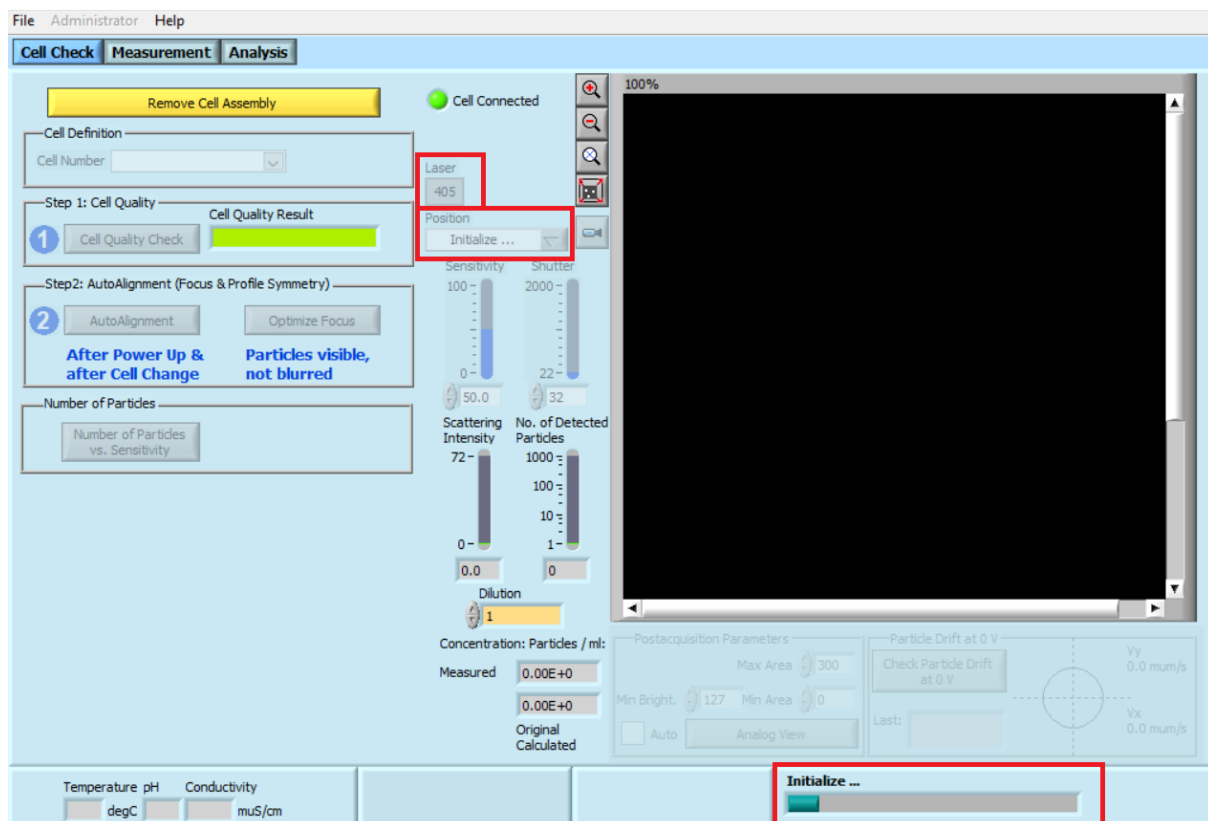 File Administrator Help
Cell Check Measurement Analysis
Remove Cell Assembly
Cell Connected
100%
Cell Definition
Cell Number
Laser
405
Step 1: Cell Quality
Cell Quality Result
1 Cell Quality Check
Position
Initialize ...
Sensitivity Shutter
100 2000
0 22
50.0 32
Step2: AutoAlignment (Focus & Profile Symmetry)
2 AutoAlignment Optimize Focus
After Power Up &
after Cell Change
Particles visible,
not blurred
Number of Particles
Number of Particles
vs. Sensitivity
Scattering
Intensity
No. of Detected
Particles
72 1000
100
10
0 1
0.0 0
Dilution
1
Concentration: Particles / ml:
Measured 0.00E+0
0.00E+0
Original
Calculated
Postacquisition Parameters
Max Area 300
Min Bright. 127 Min Area 0
Auto Analog View
Particle Drift at 0 V
Check Particle Drift
at 0 V
Last:
Vy
0.0 mum/s
Vx
0.0 mum/s
Temperature pH Conductivity
degC muS/cm
Initialize ...